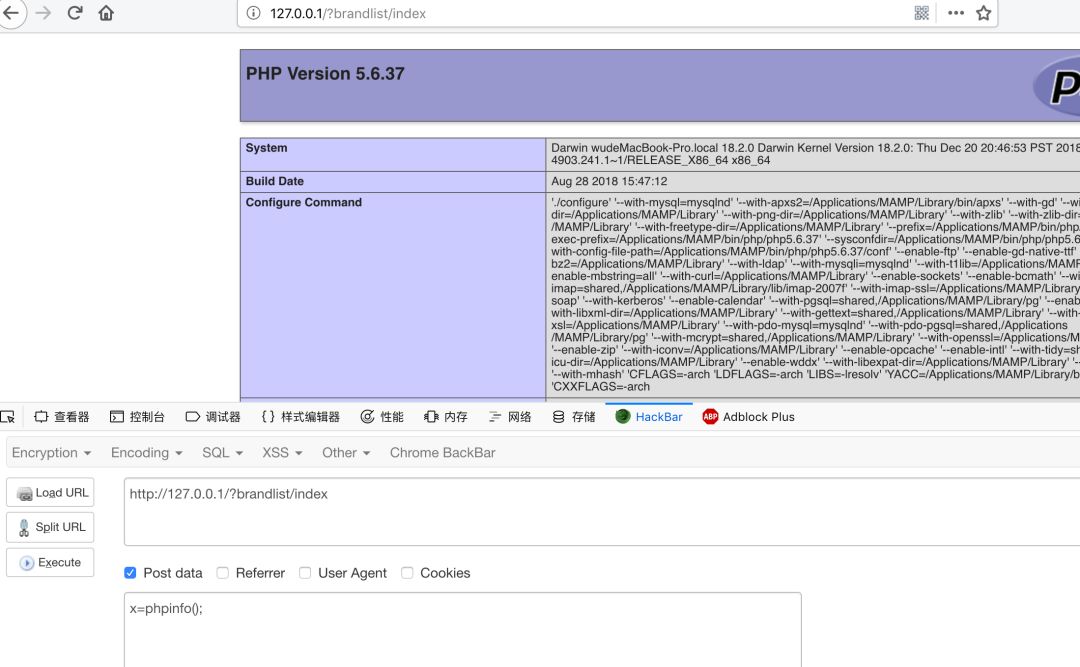 127.0.0.1/?brandlist/index
PHP Version 5.6.37
System
Darwin wudeMacBook-Pro.local 18.2.0 Darwin Kernel Version 18.2.0: Thu Dec 20 20:46:53 PST 2018
4903.241.1~1/RELEASE_X86_64 x86_64
Build Date
Aug 28 2018 15:47:12
Configure Command
'./configure' '--with-mysql=mysqlnd' '--with-apxs2=/Applications/MAMP/Library/bin/apxs' '--with-gd' '--wi
dir=/Applications/MAMP/Library' '--with-png-dir=/Applications/MAMP/Library' '--with-zlib' '--with-zlib-dir
/MAMP/Library' '--with-freetype-dir=/Applications/MAMP/Library' '--prefix=/Applications/MAMP/bin/php
exec-prefix=/Applications/MAMP/bin/php/php5.6.37' '--sysconfdir=/Applications/MAMP/bin/php/php5.6
with-config-file-path=/Applications/MAMP/bin/php/php5.6.37/conf' '--enable-ftp' '--enable-gd-native-ttf'
bz2=/Applications/MAMP/Library' '--with-ldap' '--with-mysqli=mysqlnd' '--with-t1lib=/Applications/MAM
enable-mbstring=all' '--with-curl=/Applications/MAMP/Library' '--enable-sockets' '--enable-bcmath' '--w
imap=shared,/Applications/MAMP/Library/lib/imap-2007f' '--with-imap-ssl=/Applications/MAMP/Library
soap' '--with-kerberos' '--enable-calendar' '--with-pgsql=shared,/Applications/MAMP/Library/pg' '--enab
with-libxml-dir=/Applications/MAMP/Library' '--with-gettext=shared,/Applications/MAMP/Library' '--with-
xsl=/Applications/MAMP/Library' '--with-pdo-mysql=mysqlnd' '--with-pdo-pgsql=shared,/Applications
/MAMP/Library/pg' '--with-mcrypt=shared,/Applications/MAMP/Library' '--with-openssl=/Applications/M
'--enable-zip' '--with-iconv=/Applications/MAMP/Library' '--enable-opcache' '--enable-intl' '--with-tidy=sh
icu-dir=/Applications/MAMP/Library' '--enable-wddx' '--with-libexpat-dir=/Applications/MAMP/Library' '--
'--with-mhash' 'CFLAGS=-arch 'LDFLAGS=-arch 'LIBS=-lresolv' 'YACC=/Applications/MAMP/Library/b
'CXXFLAGS=-arch
查看器 控制台 调试器 {} 样式编辑器 性能 内存 网络 存储 HackBar ABP Adblock Plus
Encryption Encoding SQL XSS Other Chrome BackBar
Load URL
http://127.0.0.1/?brandlist/index
Split URL
Execute
Post data Referrer User Agent Cookies
x=phpinfo();